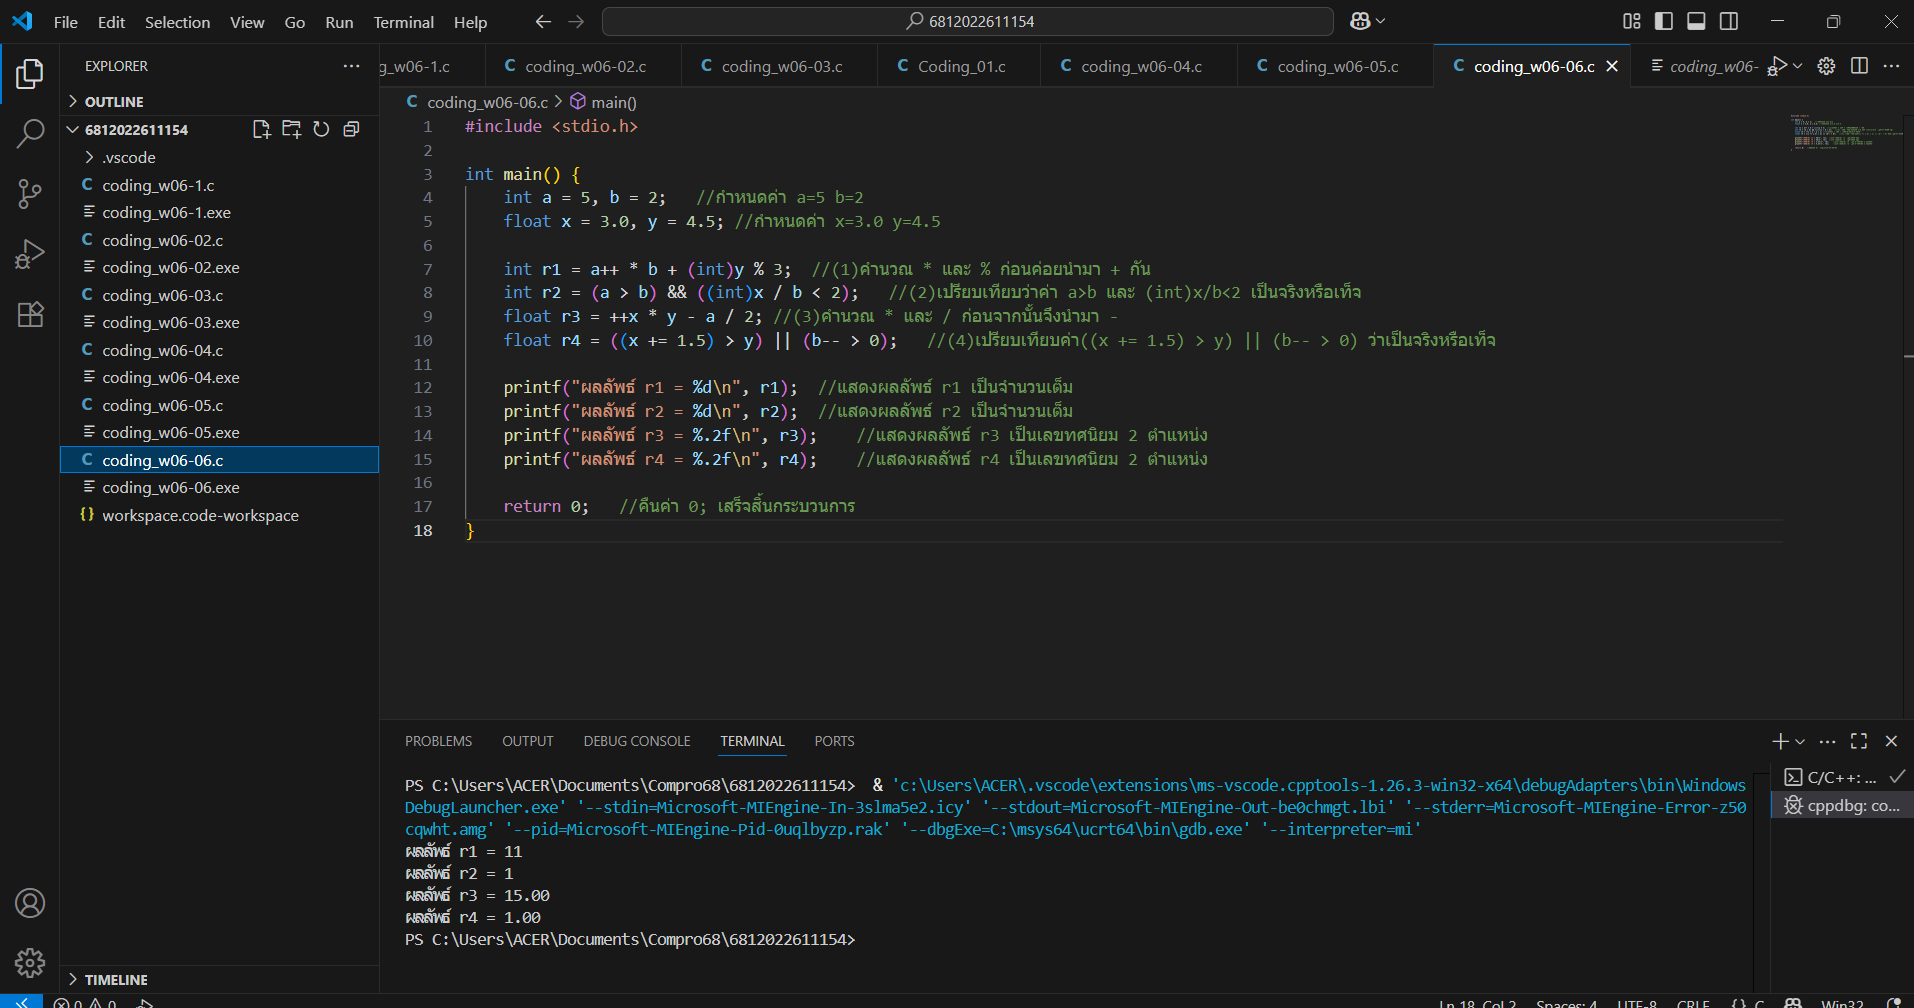 File Edit Selection View Go Run Terminal Help
6812022611154
EXPLORER
OUTLINE
6812022611154
.vscode
coding_w06-1.c
coding_w06-1.exe
coding_w06-02.c
coding_w06-02.exe
coding_w06-03.c
coding_w06-03.exe
coding_w06-04.c
coding_w06-04.exe
coding_w06-05.c
coding_w06-05.exe
coding_w06-06.c
coding_w06-06.exe
workspace.code-workspace
TIMELINE
g_w06-1.c coding_w06-02.c coding_w06-03.c Coding_01.c coding_w06-04.c coding_w06-05.c coding_w06-06.c coding_w06-
coding_w06-06.c > main()
1 #include <stdio.h>
2
3 int main() {
4 int a = 5, b = 2; //กำหนดค่า a=5 b=2
5 float x = 3.0, y = 4.5; //กำหนดค่า x=3.0 y=4.5
6
7 int r1 = a++ * b + (int)y % 3; //(1)คำนวณ * และ % ก่อนค่อยนำมา + กัน
8 int r2 = (a > b) && ((int)x / b < 2); //(2)เปรียบเทียบว่าค่า a>b และ (int)x/b<2 เป็นจริงหรือเท็จ
9 float r3 = ++x * y - a / 2; //(3)คำนวณ * และ / ก่อนจากนั้นจึงนำมา -
10 float r4 = ((x += 1.5) > y) || (b-- > 0); //(4)เปรียบเทียบค่า((x += 1.5) > y) || (b-- > 0) ว่าเป็นจริงหรือเท็จ
11
12 printf("ผลลัพธ์ r1 = %d\n", r1); //แสดงผลลัพธ์ r1 เป็นจำนวนเต็ม
13 printf("ผลลัพธ์ r2 = %d\n", r2); //แสดงผลลัพธ์ r2 เป็นจำนวนเต็ม
14 printf("ผลลัพธ์ r3 = %.2f\n", r3); //แสดงผลลัพธ์ r3 เป็นเลขทศนิยม 2 ตำแหน่ง
15 printf("ผลลัพธ์ r4 = %.2f\n", r4); //แสดงผลลัพธ์ r4 เป็นเลขทศนิยม 2 ตำแหน่ง
16
17 return 0; //คืนค่า 0; เสร็จสิ้นกระบวนการ
18 }
PROBLEMS OUTPUT DEBUG CONSOLE TERMINAL PORTS
PS C:\Users\ACER\Documents\Compro68\6812022611154> & 'c:\Users\ACER\.vscode\extensions\ms-vscode.cpptools-1.26.3-win32-x64\debugAdapters\bin\Windows
DebugLauncher.exe' '--stdin=Microsoft-MIEngine-In-3slma5e2.icy' '--stdout=Microsoft-MIEngine-Out-be0chmgt.lbi' '--stderr=Microsoft-MIEngine-Error-z50
cqwht.amg' '--pid=Microsoft-MIEngine-Pid-0uqlbyzp.rak' '--dbgExe=C:\msys64\ucrt64\bin\gdb.exe' '--interpreter=mi'
ผลลัพธ์ r1 = 11
ผลลัพธ์ r2 = 1
ผลลัพธ์ r3 = 15.00
ผลลัพธ์ r4 = 1.00
PS C:\Users\ACER\Documents\Compro68\6812022611154>
C/C++: ...
cppdbg: co...
0 0
Ln 18, Col 2 Spaces: 4 UTF-8 CRLF {} C Win32